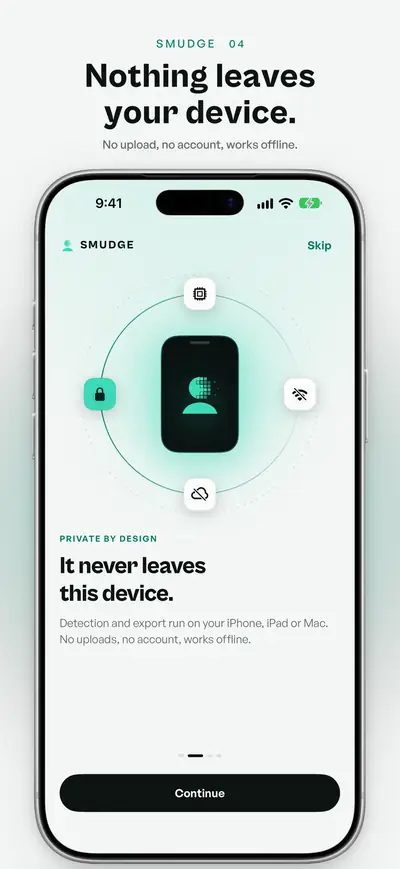 SMUDGE 04
Nothing leaves
your device.
No upload, no account, works offline.
9:41
SMUDGE
Skip
PRIVATE BY DESIGN
It never leaves
this device.
Detection and export run on your iPhone, iPad or Mac.
No uploads, no account, works offline.
Continue